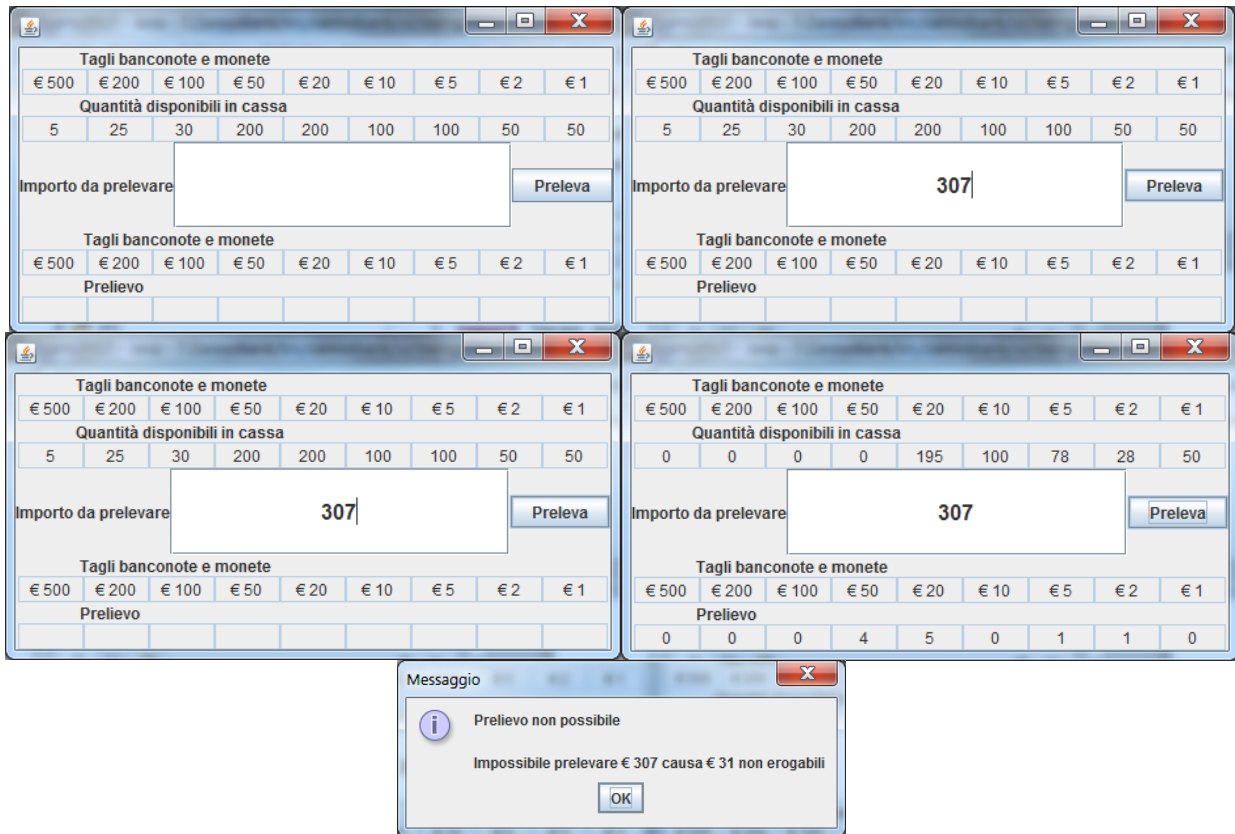 Tagli banconote e monete
€ 500 € 200 € 100 € 50 € 20 € 10 € 5 € 2 € 1
Quantità disponibili in cassa
5 25 30 200 200 100 100 50 50
Importo da prelevare Preleva
Tagli banconote e monete
€ 500 € 200 € 100 € 50 € 20 € 10 € 5 € 2 € 1
Prelievo
Tagli banconote e monete
€ 500 € 200 € 100 € 50 € 20 € 10 € 5 € 2 € 1
Quantità disponibili in cassa
5 25 30 200 200 100 100 50 50
Importo da prelevare 307 Preleva
Tagli banconote e monete
€ 500 € 200 € 100 € 50 € 20 € 10 € 5 € 2 € 1
Prelievo
Tagli banconote e monete
€ 500 € 200 € 100 € 50 € 20 € 10 € 5 € 2 € 1
Quantità disponibili in cassa
5 25 30 200 200 100 100 50 50
Importo da prelevare 307 Preleva
Tagli banconote e monete
€ 500 € 200 € 100 € 50 € 20 € 10 € 5 € 2 € 1
Prelievo
Tagli banconote e monete
€ 500 € 200 € 100 € 50 € 20 € 10 € 5 € 2 € 1
Quantità disponibili in cassa
0 0 0 0 195 100 78 28 50
Importo da prelevare 307 Preleva
Tagli banconote e monete
€ 500 € 200 € 100 € 50 € 20 € 10 € 5 € 2 € 1
Prelievo
0 0 0 4 5 0 1 1 0
Messaggio
Prelievo non possibile
Impossibile prelevare € 307 causa € 31 non erogabili
OK